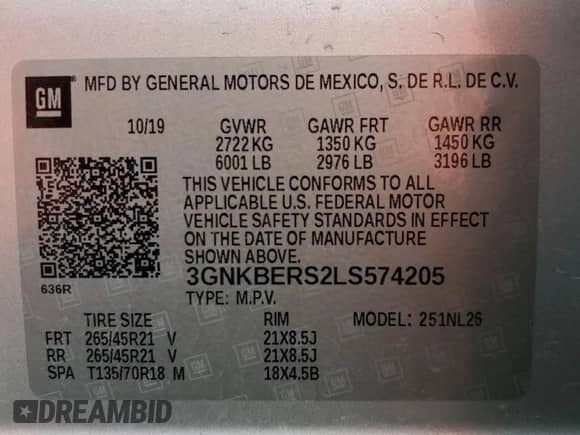 GM ® MFD BY GENERAL MOTORS DE MEXICO, S. DE R.L. DE C.V.
10/19 GVWR GAWR FRT GAWR RR
2722 KG 1350 KG 1450 KG
6001 LB 2976 LB 3196 LB
THIS VEHICLE CONFORMS TO ALL
APPLICABLE U.S. FEDERAL MOTOR
VEHICLE SAFETY STANDARDS IN EFFECT
ON THE DATE OF MANUFACTURE
SHOWN ABOVE.
636R 3GNKBERS2LS574205
TYPE: M.P.V.
TIRE SIZE RIM MODEL: 251NL26
FRT 265/45R21 V 21X8.5J
RR 265/45R21 V 21X8.5J
SPA T135/70R18 M 18X4.5B
DREAMBID